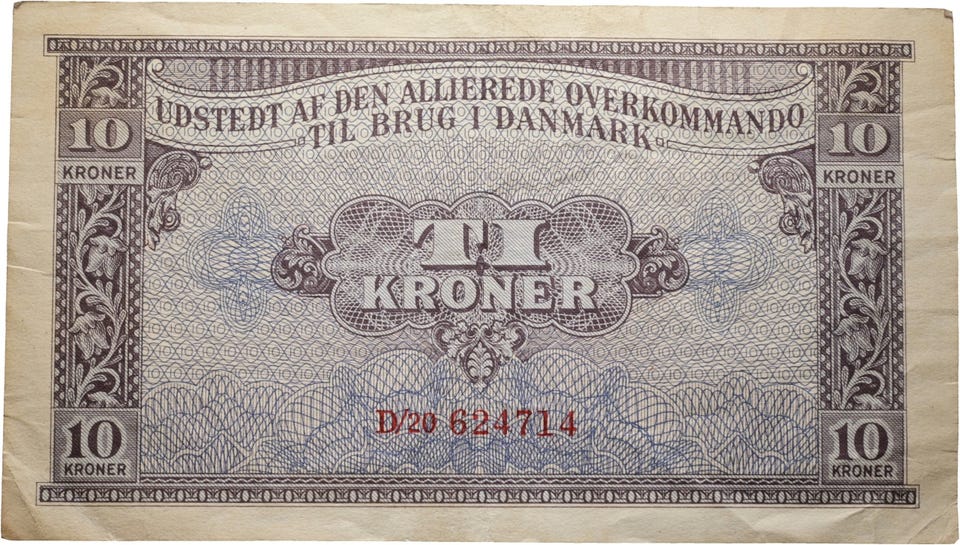 UDSTEDT AF DEN ALLIEREDE OVERKOMMANDO
TIL BRUG I DANMARK
10
KRONER
10
KRONER
TI
KRONER
D/20 624714
10
KRONER
10
KRONER